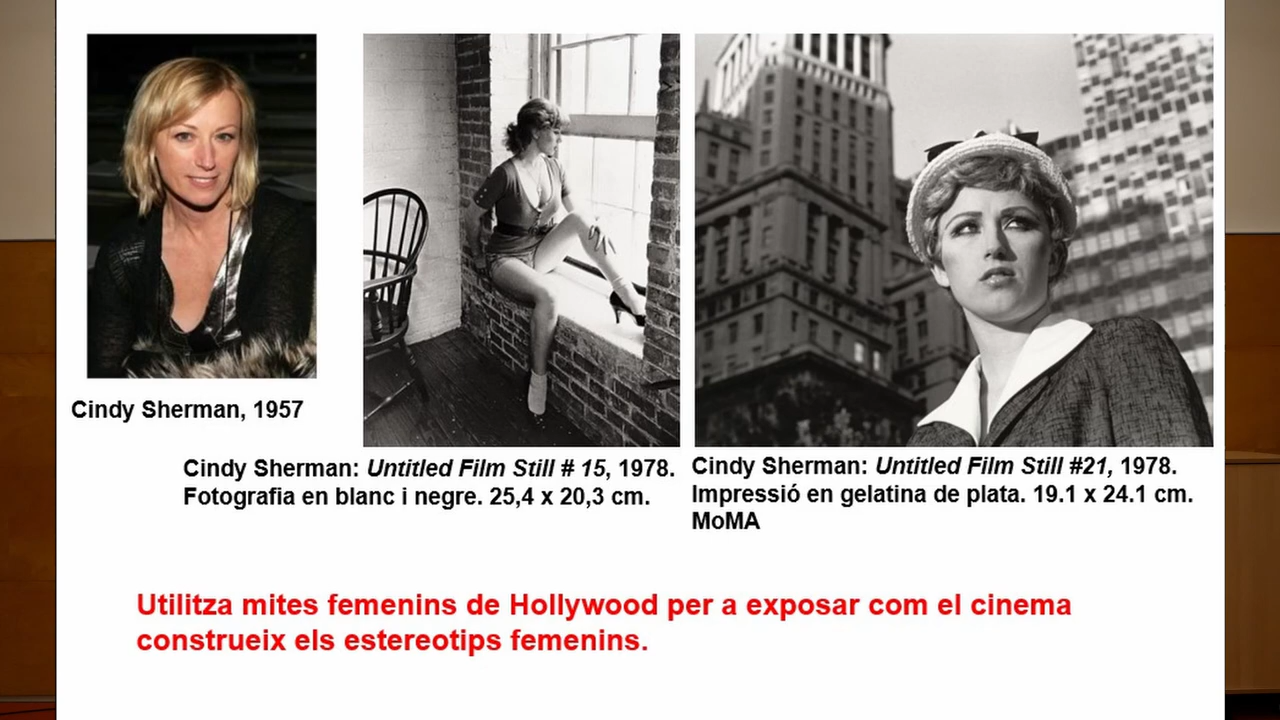 Cindy Sherman, 1957
Cindy Sherman: Untitled Film Still # 15, 1978.
Fotografia en blanc i negre. 25,4 x 20,3 cm.
Cindy Sherman: Untitled Film Still #21, 1978.
Impressió en gelatina de plata. 19.1 x 24.1 cm.
MoMA
Utilitza mites femenins de Hollywood per a exposar com el cinema
construeix els estereotips femenins.